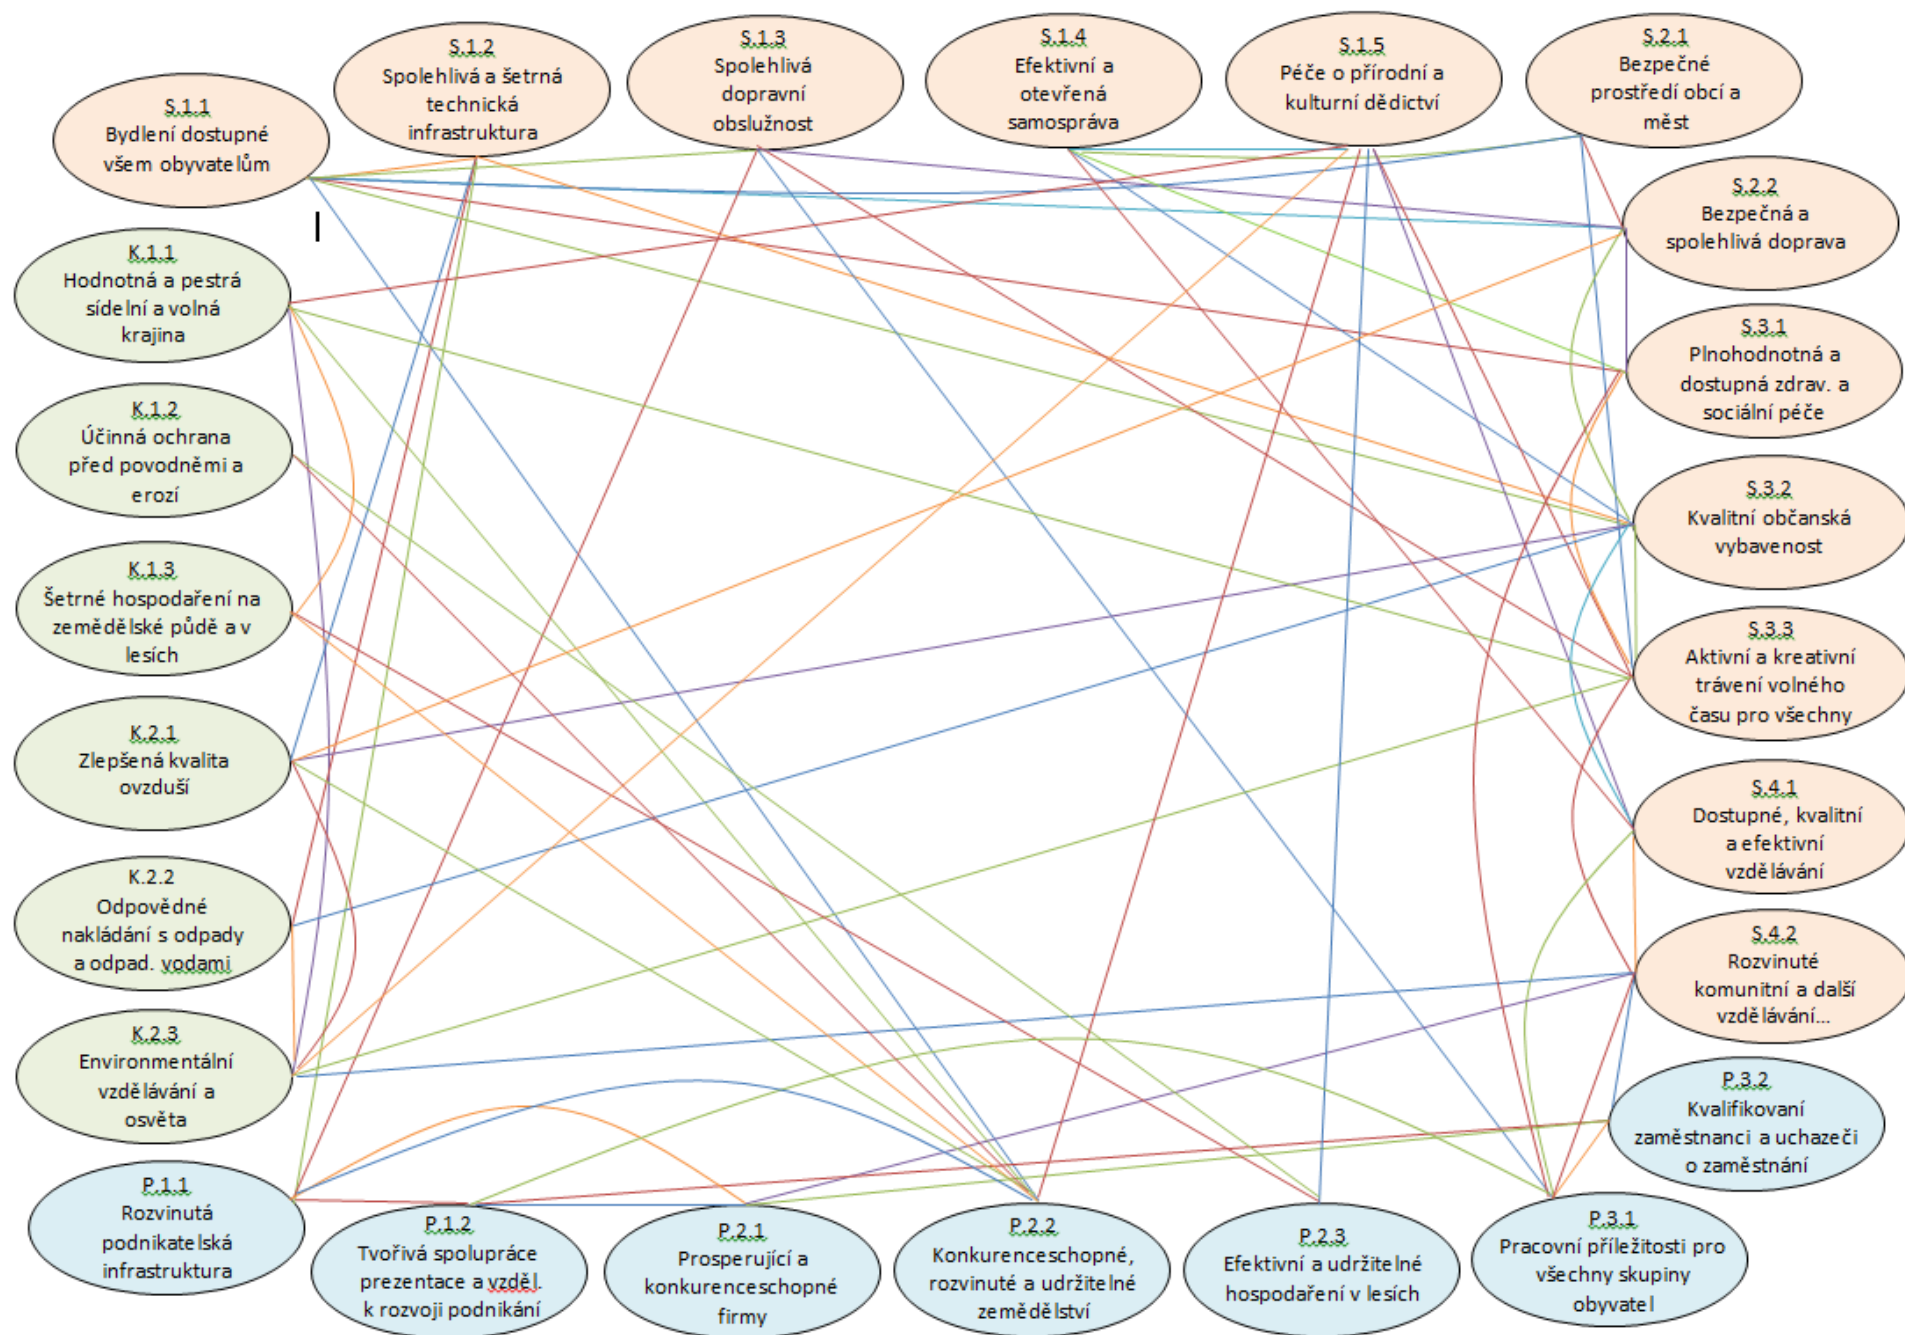 S.1.1
Bydlení dostupné
všem obyvatelům
S.1.2
Spolehlivá a šetrná
technická
infrastruktura
S.1.3
Spolehlivá
dopravní
obslužnost
S.1.4
Efektivní a
otevřená
samospráva
S.1.5
Péče o přírodní a
kulturní dědictví
S.2.1
Bezpečné
prostředí obcí a
měst
S.2.2
Bezpečná a
spolehlivá doprava
S.3.1
Plnohodnotná a
dostupná zdrav. a
sociální péče
S.3.2
Kvalitní občanská
vybavenost
S.3.3
Aktivní a kreativní
trávení volného
času pro všechny
S.4.1
Dostupné, kvalitní
a efektivní
vzdělávání
S.4.2
Rozvinuté
komunitní a další
vzdělávání...
K.1.1
Hodnotná a pestrá
sídelní a volná
krajina
K.1.2
Účinná ochrana
před povodněmi a
erozí
K.1.3
Šetrné hospodaření na
zemědělské půdě a v
lesích
K.2.1
Zlepšená kvalita
ovzduší
K.2.2
Odpovědné
nakládání s odpady
a odpad. vodami
K.2.3
Environmentální
vzdělávání a
osvěta
P.1.1
Rozvinutá
podnikatelská
infrastruktura
P.1.2
Tvořivá spolupráce
prezentace a vzděl.
k rozvoji podnikání
P.2.1
Prosperující a
konkurenceschopné
firmy
P.2.2
Konkurenceschopné,
rozvinuté a udržitelné
zemědělství
P.2.3
Efektivní a udržitelné
hospodaření v lesích
P.3.1
Pracovní příležitosti pro
všechny skupiny
obyvatel
P.3.2
Kvalifikovaní
zaměstnanci a uchazeči
o zaměstnání